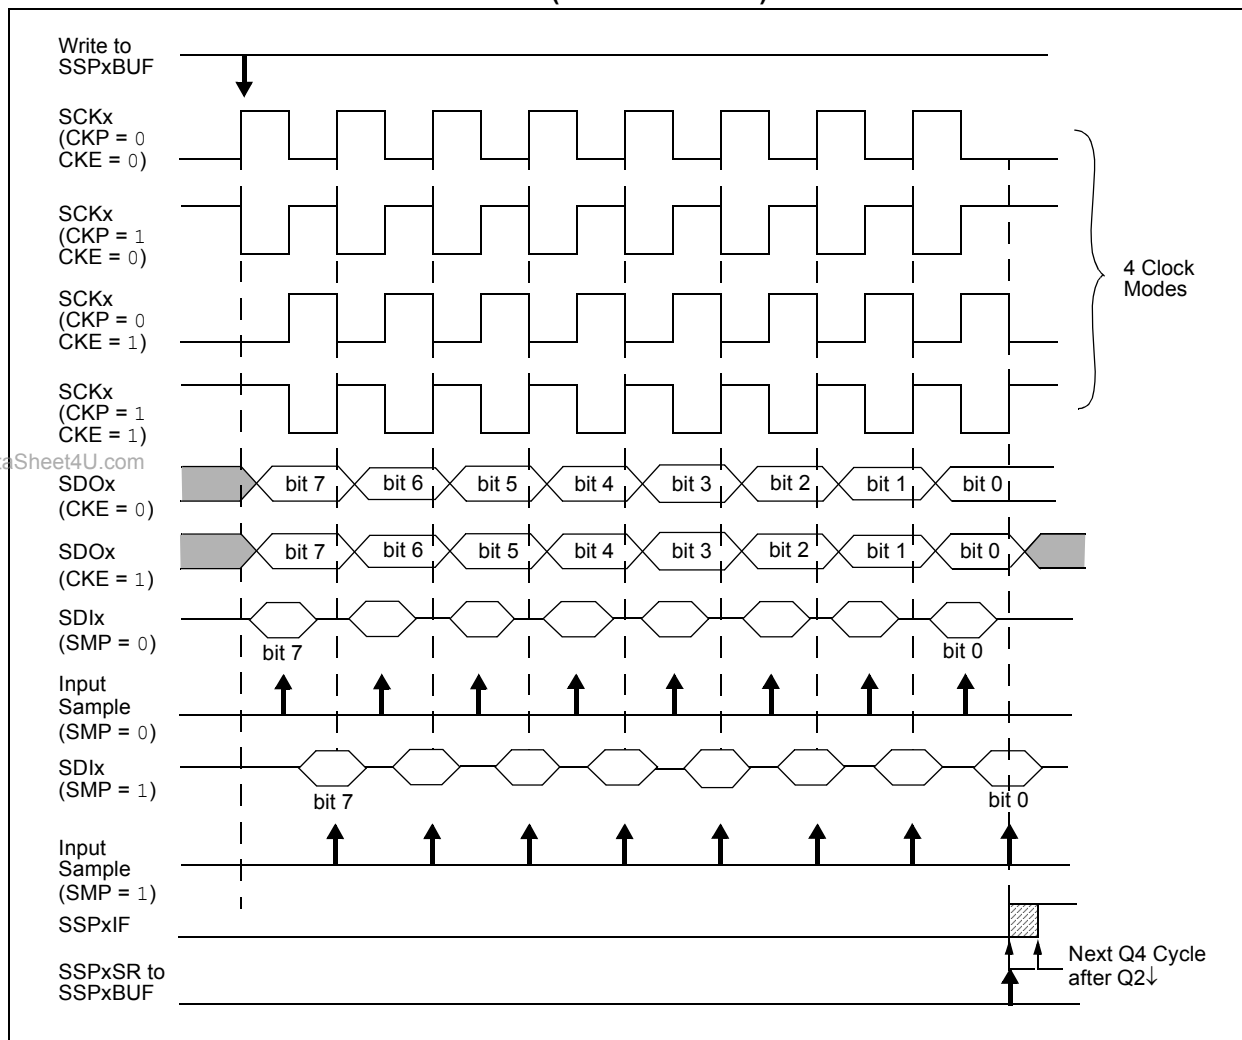 Write to
SSPxBUF
SCKx
(CKP = 0
CKE = 0)
SCKx
(CKP = 1
CKE = 0)
4 Clock
Modes
SCKx
(CKP = 0
CKE = 1)
SCKx
(CKP = 1
CKE = 1)
aSheet4U.com
SDOx
(CKE = 0)
bit 7 bit 6 bit 5 bit 4 bit 3 bit 2 bit 1 bit 0
SDOx
(CKE = 1)
bit 7 bit 6 bit 5 bit 4 bit 3 bit 2 bit 1 bit 0
SDIx
(SMP = 0)
bit 7 bit 0
Input
Sample
(SMP = 0)
SDIx
(SMP = 1)
bit 7 bit 0
Input
Sample
(SMP = 1)
SSPxIF
Next Q4 Cycle
after Q2↓
SSPxSR to
SSPxBUF